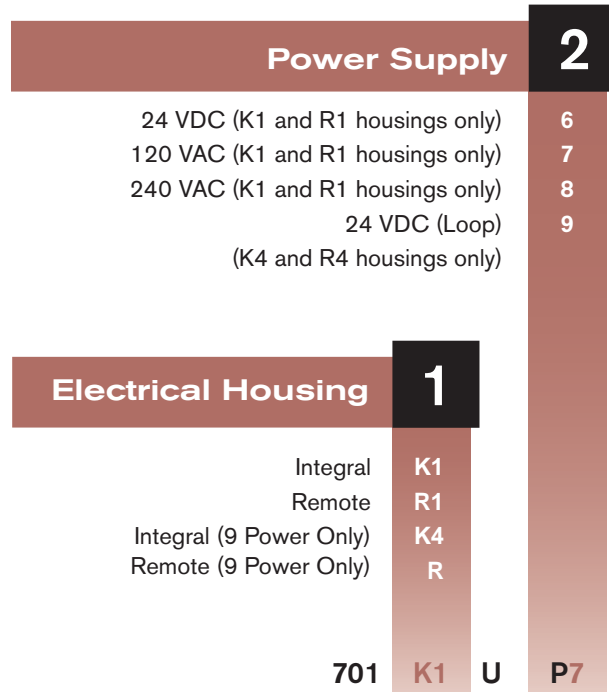 Power Supply 2
24 VDC (K1 and R1 housings only) 6
120 VAC (K1 and R1 housings only) 7
240 VAC (K1 and R1 housings only) 8
24 VDC (Loop) 9
(K4 and R4 housings only)
Electrical Housing 1
Integral K1
Remote R1
Integral (9 Power Only) K4
Remote (9 Power Only) R
701 K1 U P7